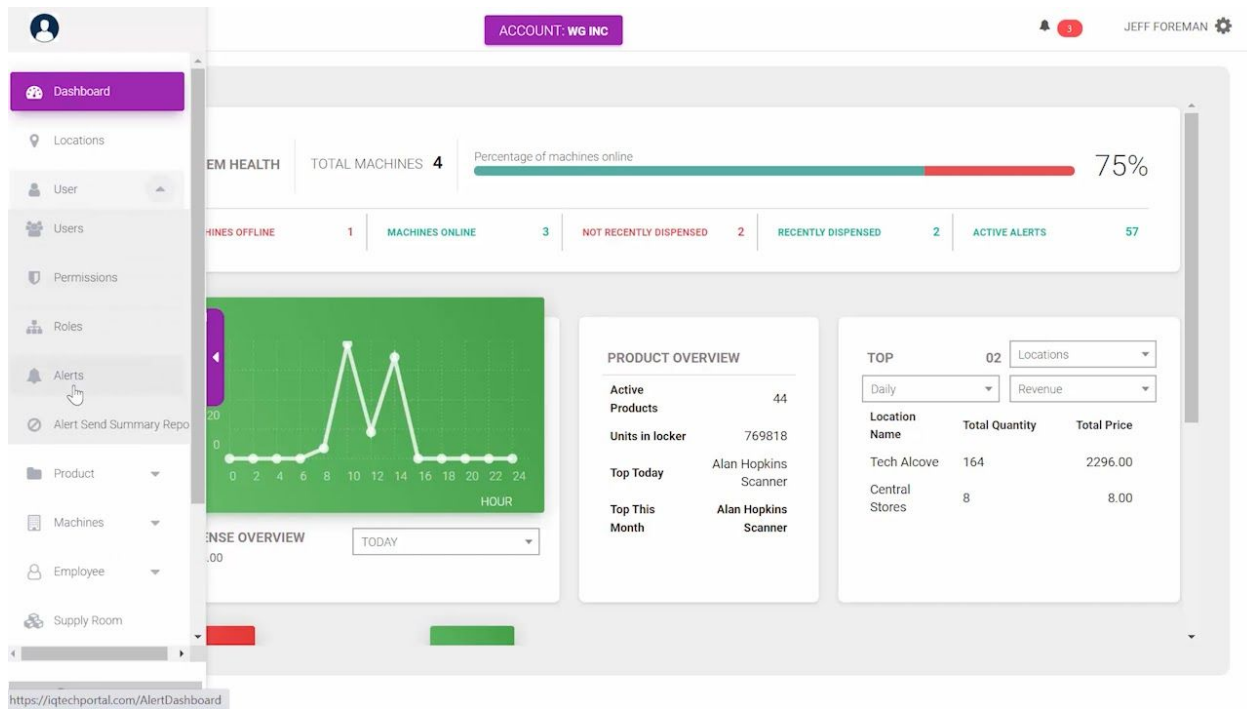 ACCOUNT: WG INC
3
JEFF FOREMAN
Dashboard
Locations
User
Users
Permissions
Roles
Alerts
Alert Send Summary Repo
Product
Machines
Employee
Supply Room
https://iqtechportal.com/AlertDashboard
EM HEALTH
TOTAL MACHINES 4
Percentage of machines online
75%
HINES OFFLINE 1
MACHINES ONLINE 3
NOT RECENTLY DISPENSED 2
RECENTLY DISPENSED 2
ACTIVE ALERTS 57
20
0
0 2 4 6 8 10 12 14 16 18 20 22 24
HOUR
ENSE OVERVIEW
.00
TODAY
PRODUCT OVERVIEW
Active
Products
44
Units in locker 769818
Top Today
Alan Hopkins
Scanner
Top This
Month
Alan Hopkins
Scanner
TOP 02 Locations
Daily Revenue
Location
Name
Total Quantity Total Price
Tech Alcove 164 2296.00
Central
Stores
8 8.00